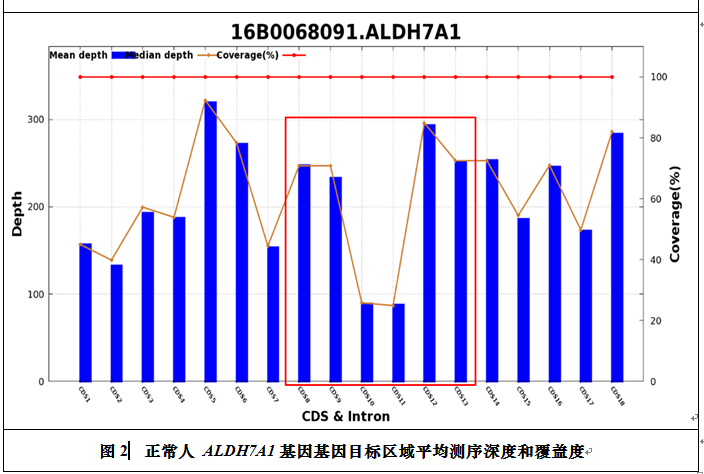 16B0068091.ALDH7A1
Mean depth Median depth Coverage(%)
Depth
300
200
100
0
100
80
60
40
20
0
Coverage(%)
CDS1 CDS2 CDS3 CDS4 CDS5 CDS6 CDS7 CDS8 CDS9 CDS10 CDS11 CDS12 CDS13 CDS14 CDS15 CDS16 CDS17 CDS18
CDS & Intron
图 2 正常人 ALDH7A1 基因基因目标区域平均测序深度和覆盖度